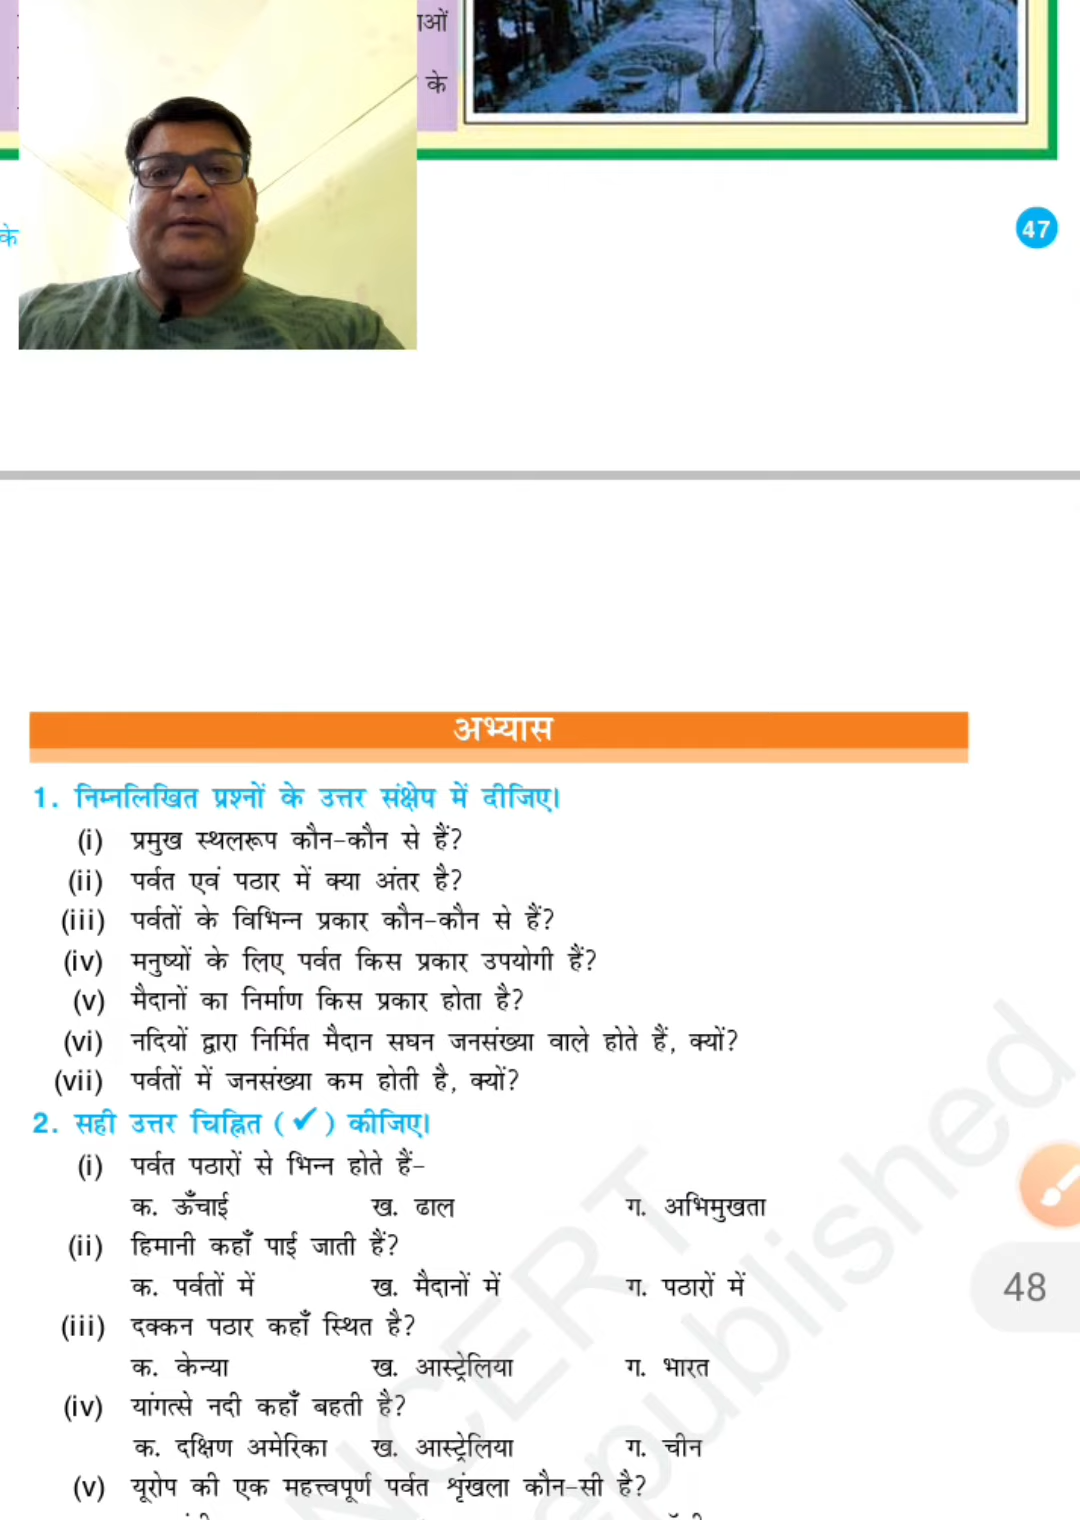 ाओं
के
के
47
अभ्यास
1. निम्नलिखित प्रश्नों के उत्तर संक्षेप में दीजिए।
(i) प्रमुख स्थलरूप कौन-कौन से हैं?
(ii) पर्वत एवं पठार में क्या अंतर है?
(iii) पर्वतों के विभिन्न प्रकार कौन-कौन से हैं?
(iv) मनुष्यों के लिए पर्वत किस प्रकार उपयोगी हैं?
(v) मैदानों का निर्माण किस प्रकार होता है?
(vi) नदियों द्वारा निर्मित मैदान सघन जनसंख्या वाले होते हैं, क्यों?
(vii) पर्वतों में जनसंख्या कम होती है, क्यों?
2. सही उत्तर चिह्नित (✓) कीजिए।
(i) पर्वत पठारों से भिन्न होते हैं-
क. ऊँचाई ख. ढाल ग. अभिमुखता
(ii) हिमानी कहाँ पाई जाती हैं?
क. पर्वतों में ख. मैदानों में ग. पठारों में
48
(iii) दक्कन पठार कहाँ स्थित है?
क. केन्या ख. आस्ट्रेलिया ग. भारत
(iv) यांगत्से नदी कहाँ बहती है?
क. दक्षिण अमेरिका ख. आस्ट्रेलिया ग. चीन
(v) यूरोप की एक महत्त्वपूर्ण पर्वत शृंखला कौन-सी है?
NCERT
republished